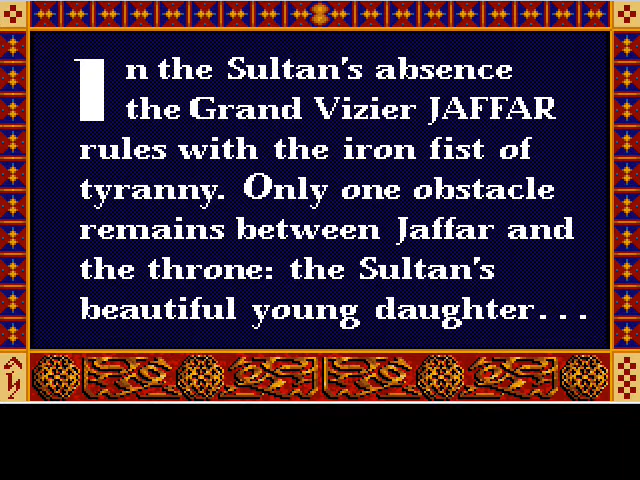 In the Sultan's absence
the Grand Vizier JAFFAR
rules with the iron fist of
tyranny. Only one obstacle
remains between Jaffar and
the throne: the Sultan's
beautiful young daughter...